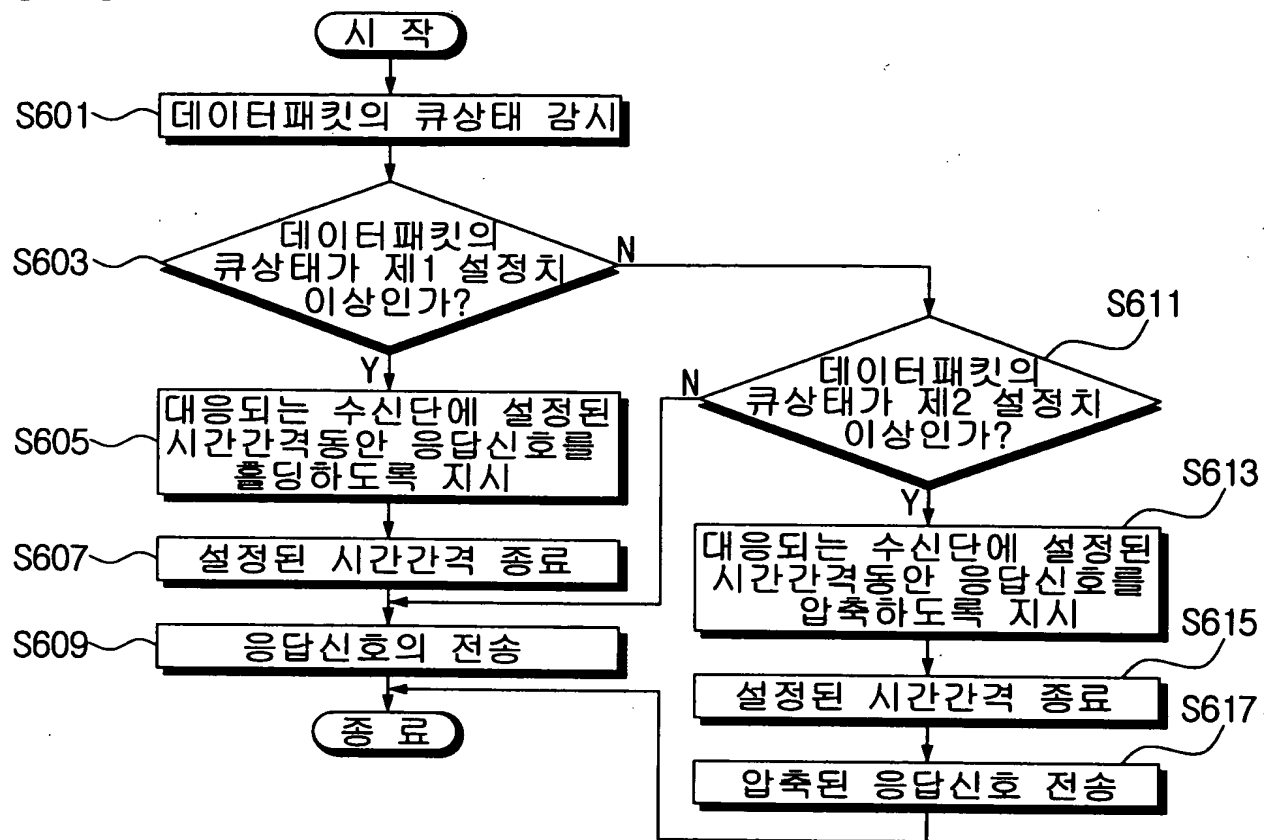 시 작
S601
데이터패킷의 큐상태 감시
S603
데이터패킷의
큐상태가 제1 설정치
이상인가?
N
Y
S605
대응되는 수신단에 설정된
시간간격동안 응답신호를
홀딩하도록 지시
S607
설정된 시간간격 종료
S609
응답신호의 전송
종 료
S611
데이터패킷의
큐상태가 제2 설정치
이상인가?
N
Y
S613
대응되는 수신단에 설정된
시간간격동안 응답신호를
압축하도록 지시
S615
설정된 시간간격 종료
S617
압축된 응답신호 전송